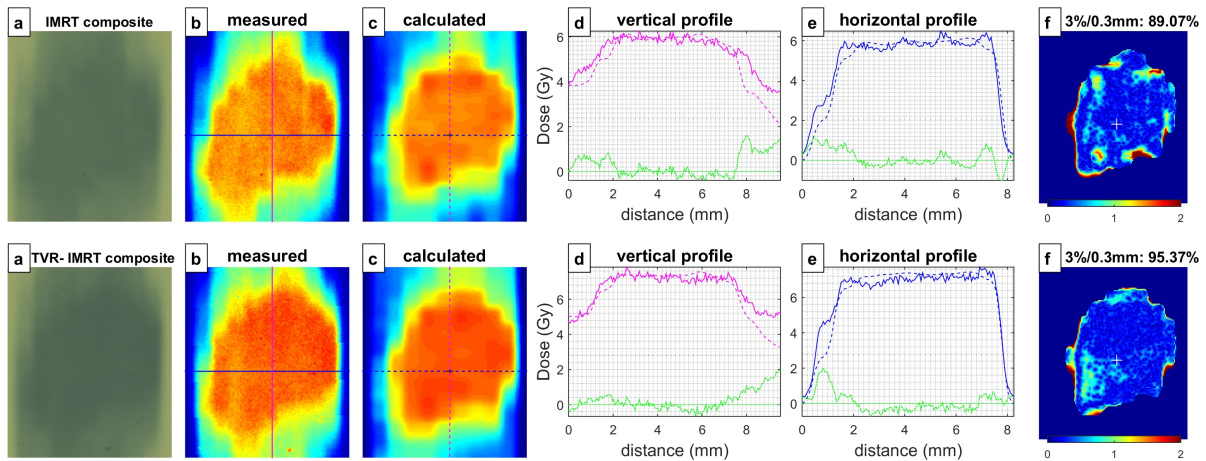 a IMRT composite b measured c calculated d vertical profile e horizontal profile f 3%/0.3mm: 89.07%
6
4
2
0
Dose (Gy)
0 2 4 6 8
distance (mm)
6
4
2
0
0 2 4 6 8
distance (mm)
0 1 2
a TVR- IMRT composite b measured c calculated d vertical profile e horizontal profile f 3%/0.3mm: 95.37%
6
4
2
0
Dose (Gy)
0 2 4 6 8
distance (mm)
6
4
2
0
0 2 4 6 8
distance (mm)
0 1 2